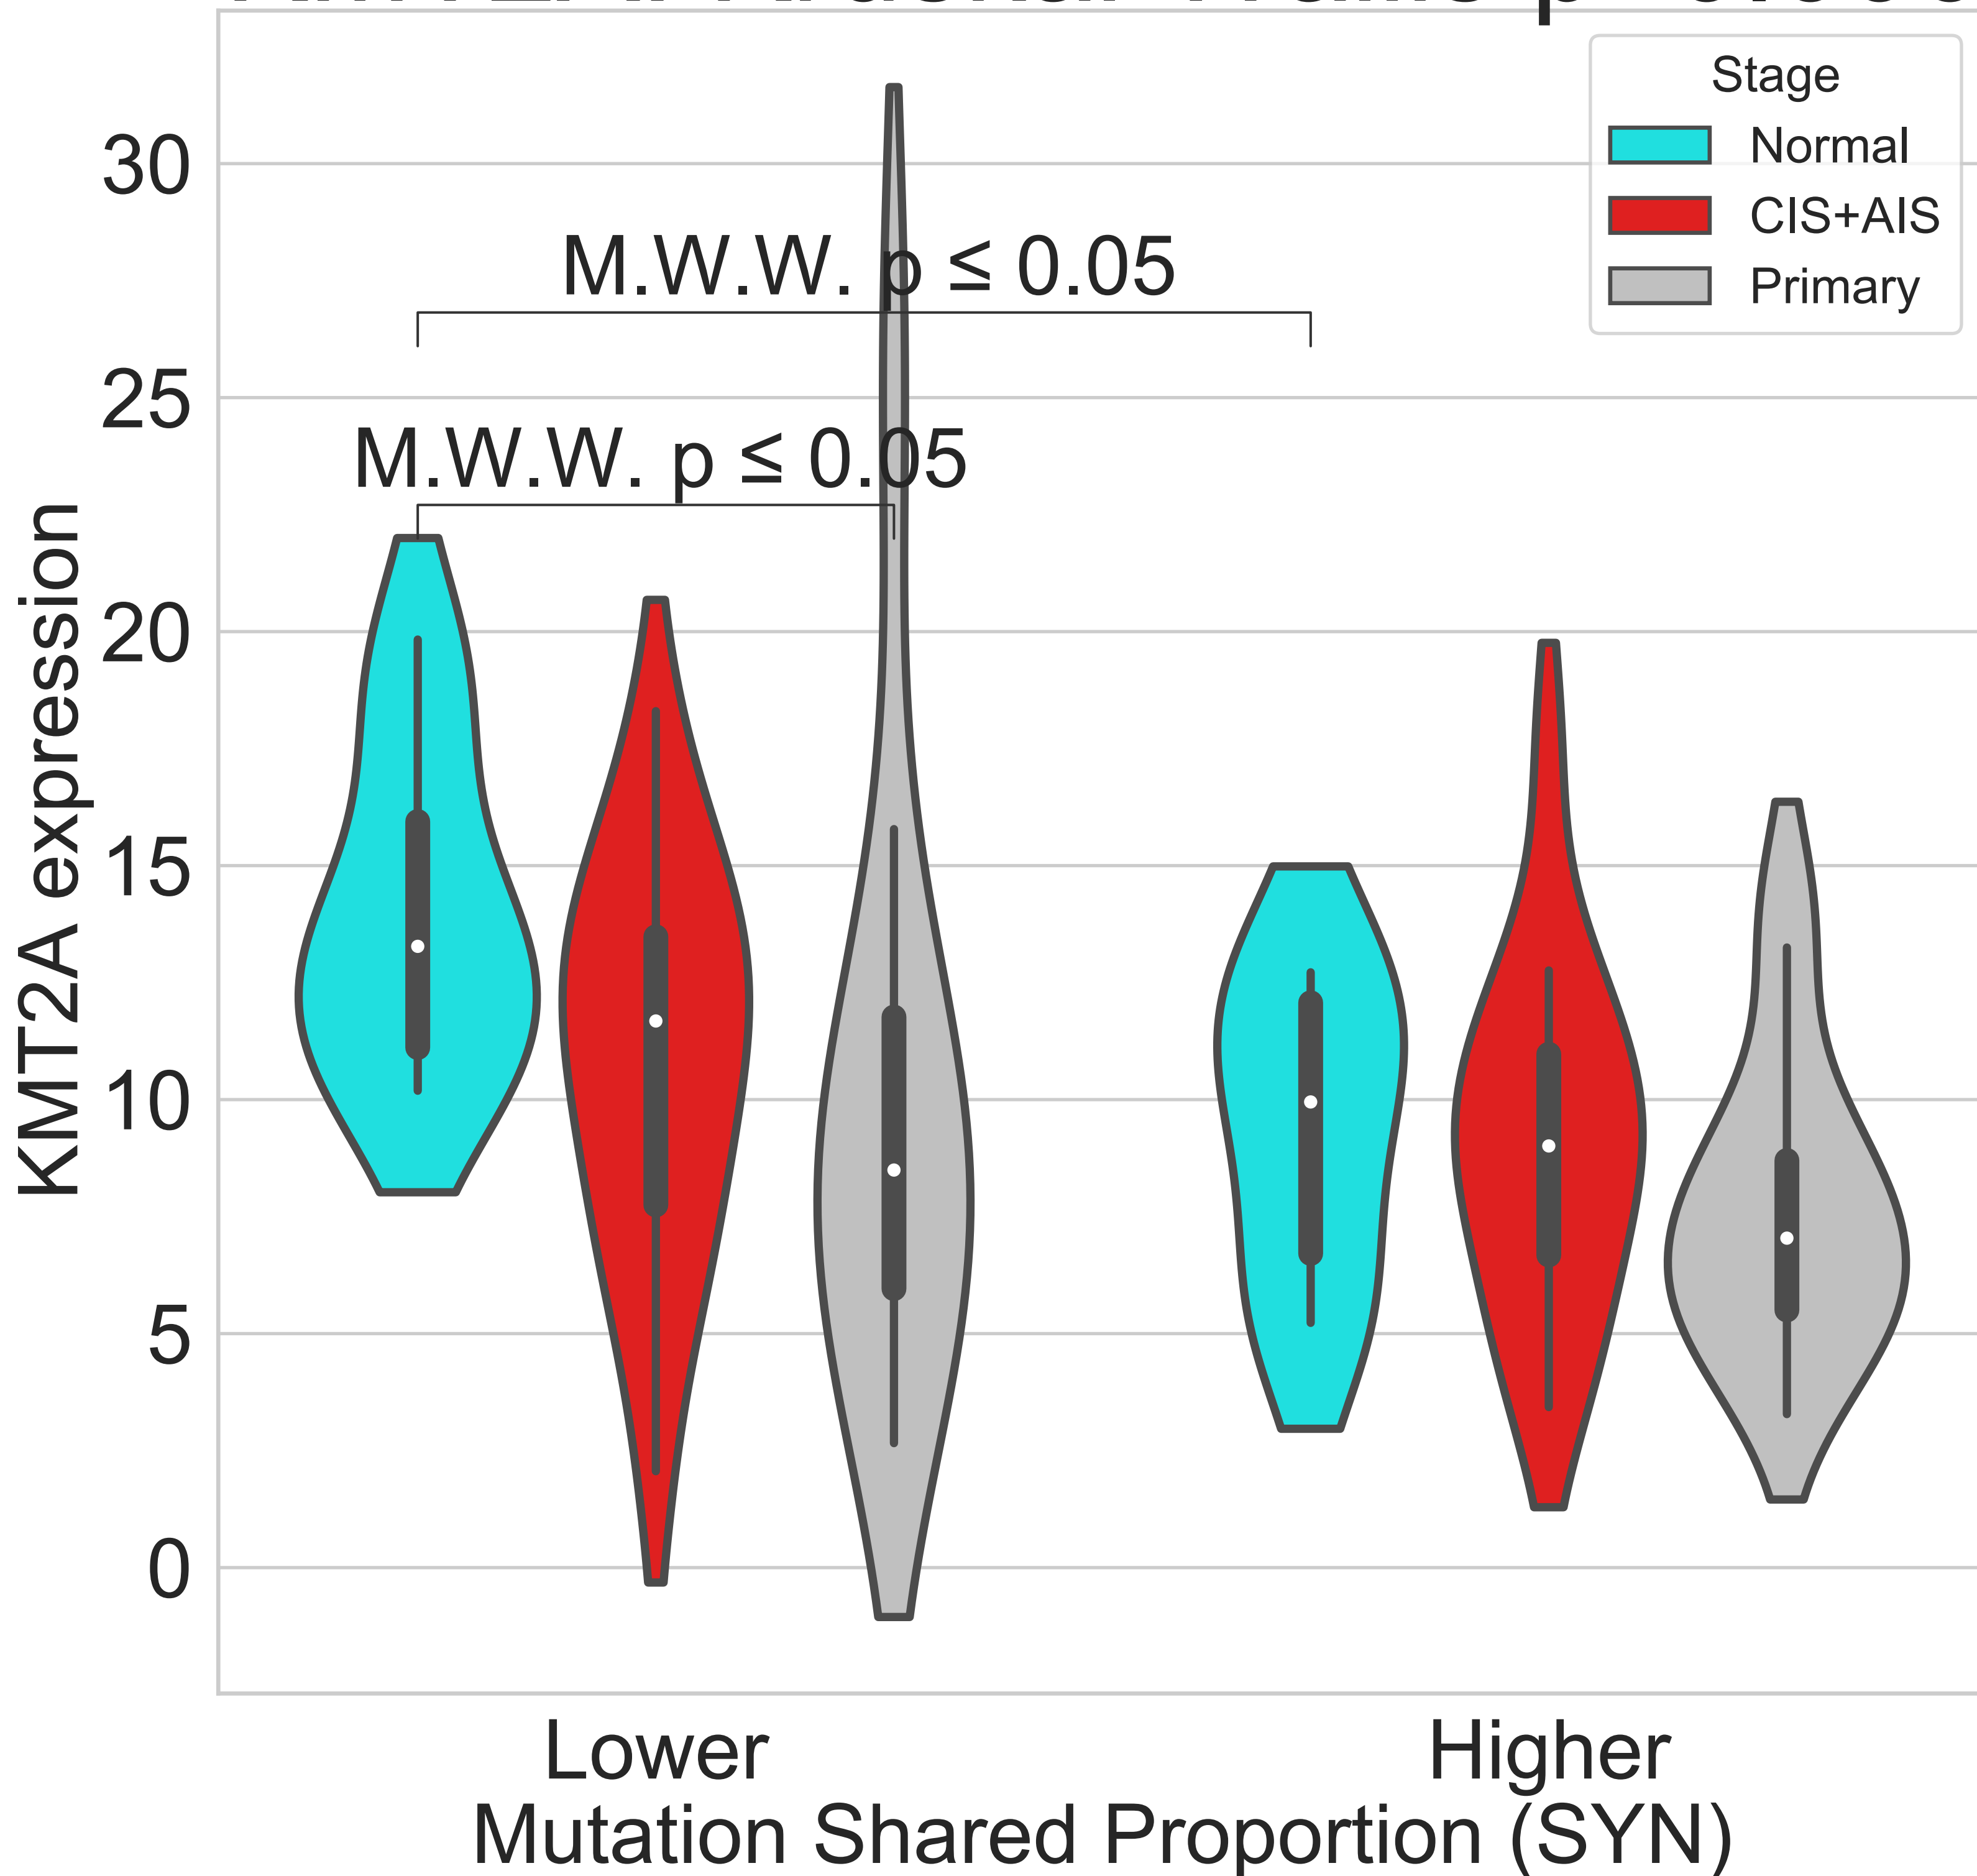 Stage
Normal
CIS+AIS
Primary
M.W.W. p ≤ 0.05
M.W.W. p ≤ 0.05
KMT2A expression
30
25
20
15
10
5
0
Lower
Higher
Mutation Shared Proportion (SYN)